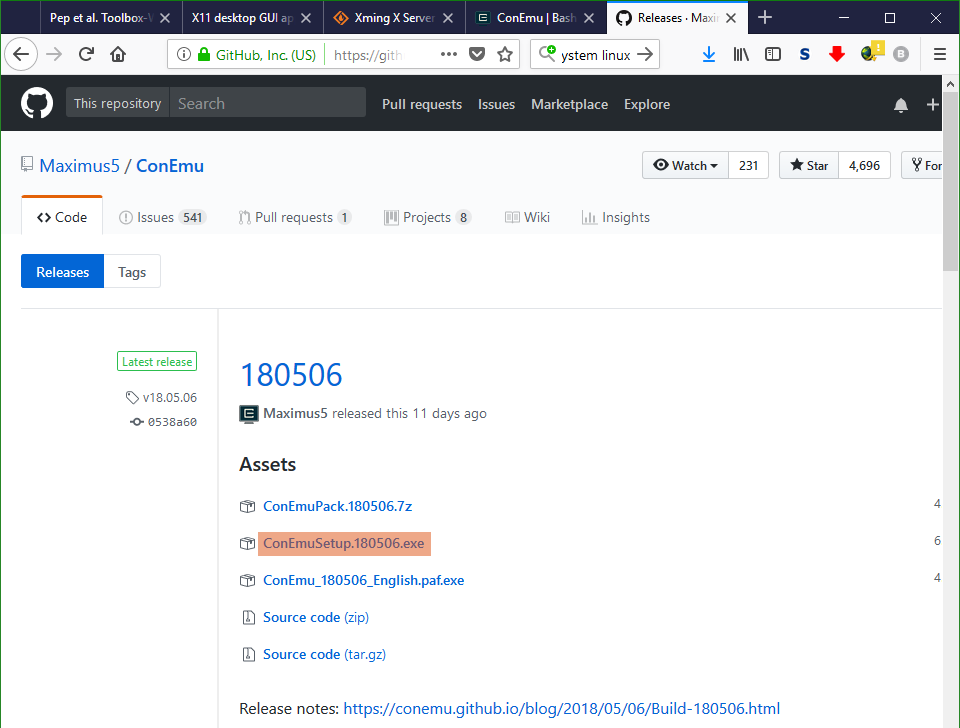 Pep et al. Toolbox- X11 desktop GUI ap Xming X Server ConEmu | Bash Releases · Maxim
GitHub, Inc. (US) https://gith ystem linux
This repository Search Pull requests Issues Marketplace Explore
Maximus5 / ConEmu Watch 231 Star 4,696 For
Code Issues 541 Pull requests 1 Projects 8 Wiki Insights
Releases Tags
Latest release
v18.05.06
0538a60
180506
Maximus5 released this 11 days ago
Assets
ConEmuPack.180506.7z 4
ConEmuSetup.180506.exe 6
ConEmu_180506_English.paf.exe 4
Source code (zip)
Source code (tar.gz)
Release notes: https://conemu.github.io/blog/2018/05/06/Build-180506.html